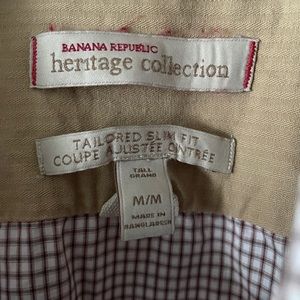 BANANA REPUBLIC
heritage collection
TAILORED SLIM FIT
COUPE AJUSTÉE CINTRÉE
TALL
GRAND
M/M
MADE IN
BANGLADESH